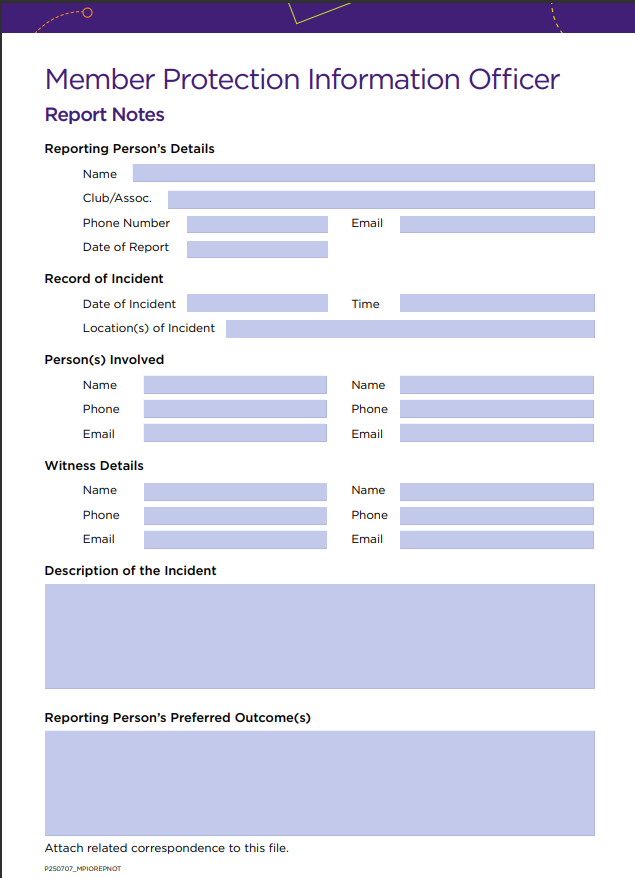 Member Protection Information Officer
Report Notes
Reporting Person's Details
Name
Club/Assoc.
Phone Number Email
Date of Report
Record of Incident
Date of Incident Time
Location(s) of Incident
Person(s) Involved
Name Name
Phone Phone
Email Email
Witness Details
Name Name
Phone Phone
Email Email
Description of the Incident
Reporting Person's Preferred Outcome(s)
Attach related correspondence to this file.
P250707_MPIOREPNOT